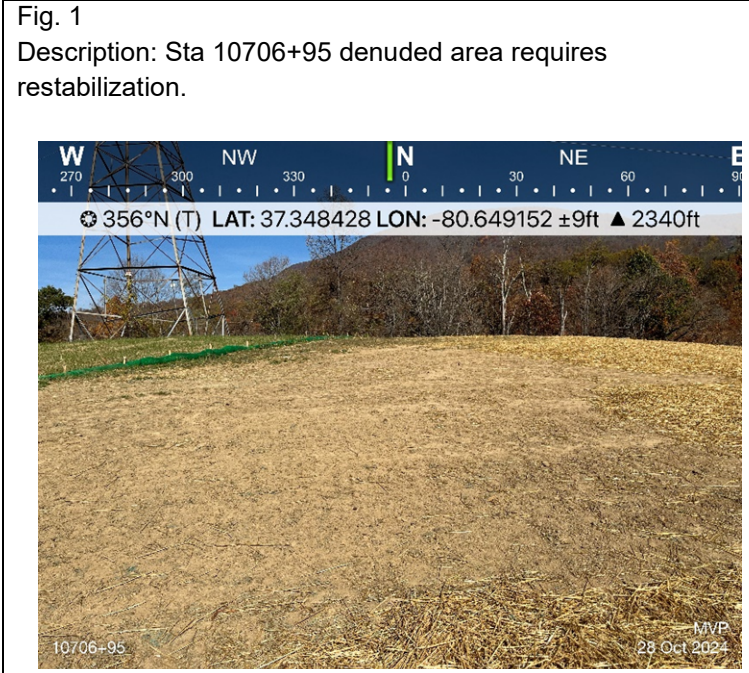 Fig. 1
Description: Sta 10706+95 denuded area requires
restabilization.
W NW N NE E
270 300 330 0 30 60 90
356°N (T) LAT: 37.348428 LON: -80.649152 ±9ft ▲ 2340ft
10706+95
MVP
28 Oct 2024